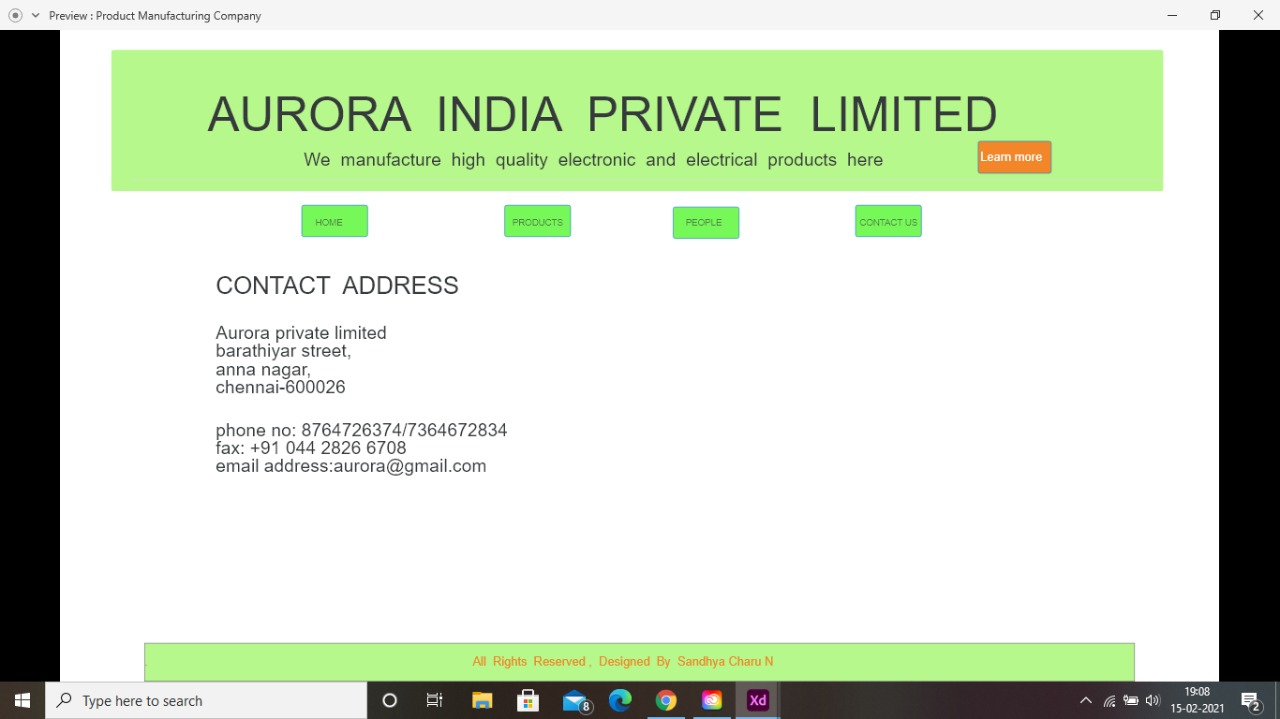 Preview : Product Manufacturing Company
AURORA INDIA PRIVATE LIMITED
We manufacture high quality electronic and electrical products here
Learn more
HOME
PRODUCTS
PEOPLE
CONTACT US
CONTACT ADDRESS
Aurora private limited
barathiyar street,
anna nagar,
chennai-600026
phone no: 8764726374/7364672834
fax: +91 044 2826 6708
email address:aurora@gmail.com
All Rights Reserved , Designed By Sandhya Charu N
Type here to search
8
Xd
19:08
15-02-2021
2